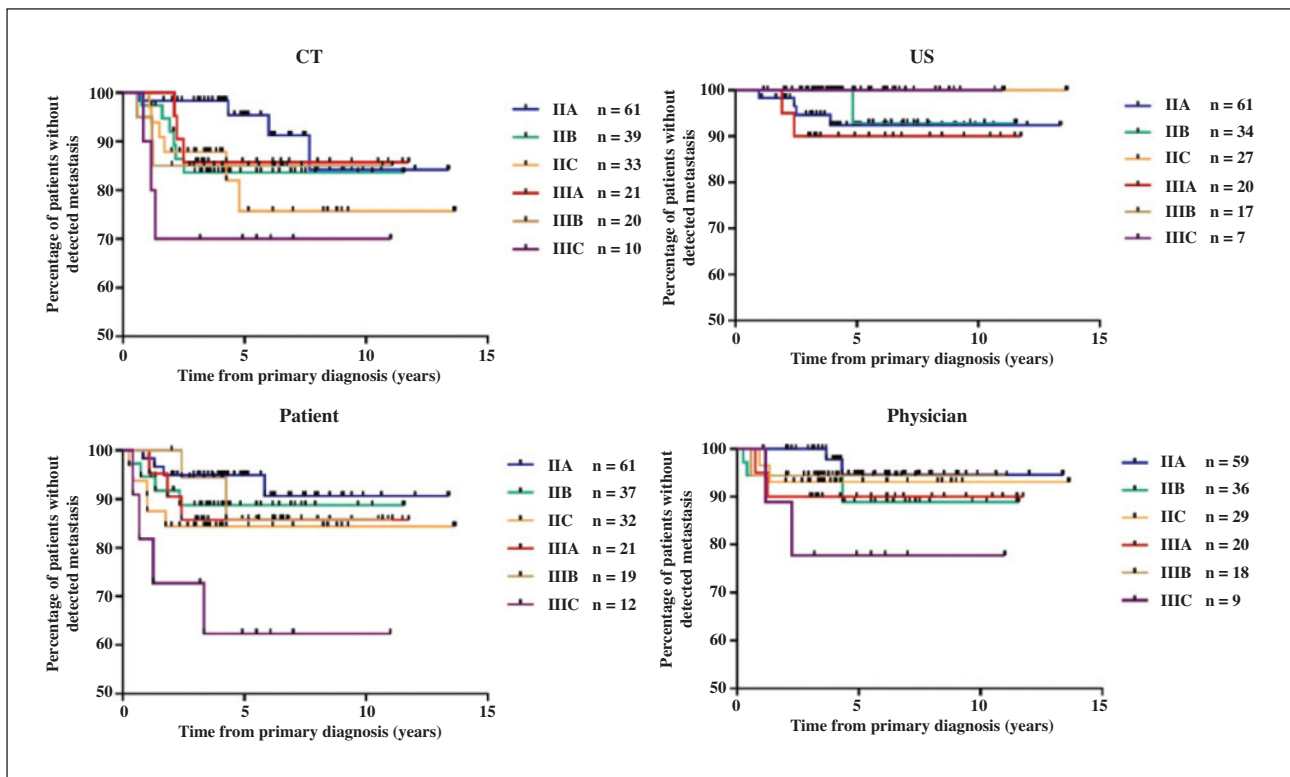 CT
Percentage of patients without
detected metastasis
100
90
80
70
60
50
0
5
10
15
Time from primary diagnosis (years)
IIA n = 61
IIB n = 39
IIC n = 33
IIIA n = 21
IIIB n = 20
IIIC n = 10
US
Percentage of patients without
detected metastasis
100
90
80
70
60
50
0
5
10
15
Time from primary diagnosis (years)
IIA n = 61
IIB n = 34
IIC n = 27
IIIA n = 20
IIIB n = 17
IIIC n = 7
Patient
Percentage of patients without
detected metastasis
100
90
80
70
60
50
0
5
10
15
Time from primary diagnosis (years)
IIA n = 61
IIB n = 37
IIC n = 32
IIIA n = 21
IIIB n = 19
IIIC n = 12
Physician
Percentage of patients without
detected metastasis
100
90
80
70
60
50
0
5
10
15
Time from primary diagnosis (years)
IIA n = 59
IIB n = 36
IIC n = 29
IIIA n = 20
IIIB n = 18
IIIC n = 9